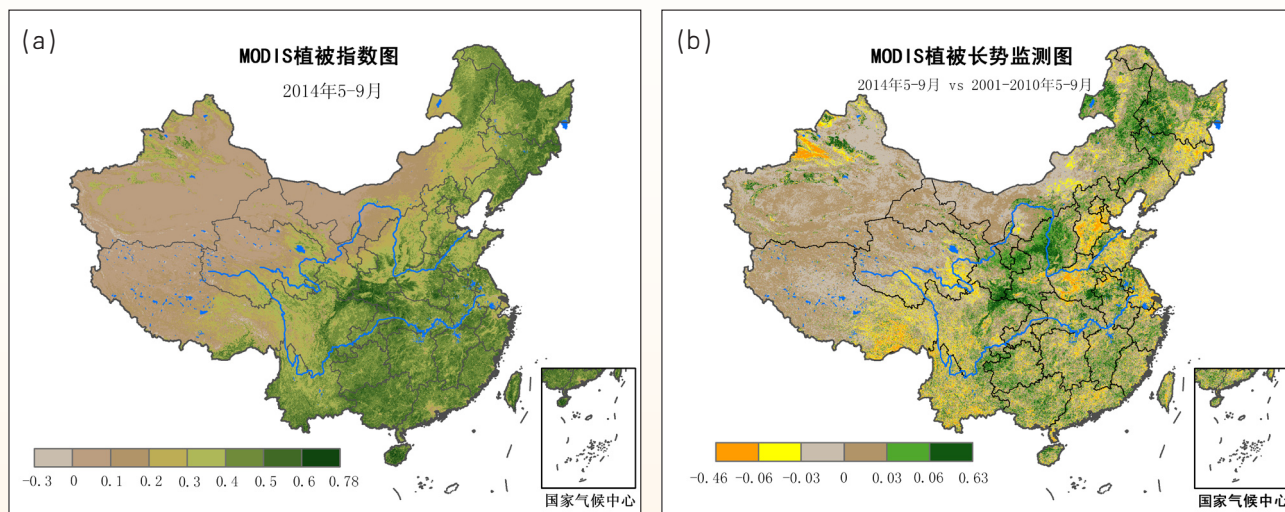 (a)
MODIS植被指数图
2014年5-9月
-0.3 0 0.1 0.2 0.3 0.4 0.5 0.6 0.78
国家气候中心
(b)
MODIS植被长势监测图
2014年5-9月 vs 2001-2010年5-9月
-0.46 -0.06 -0.03 0 0.03 0.06 0.63
国家气候中心